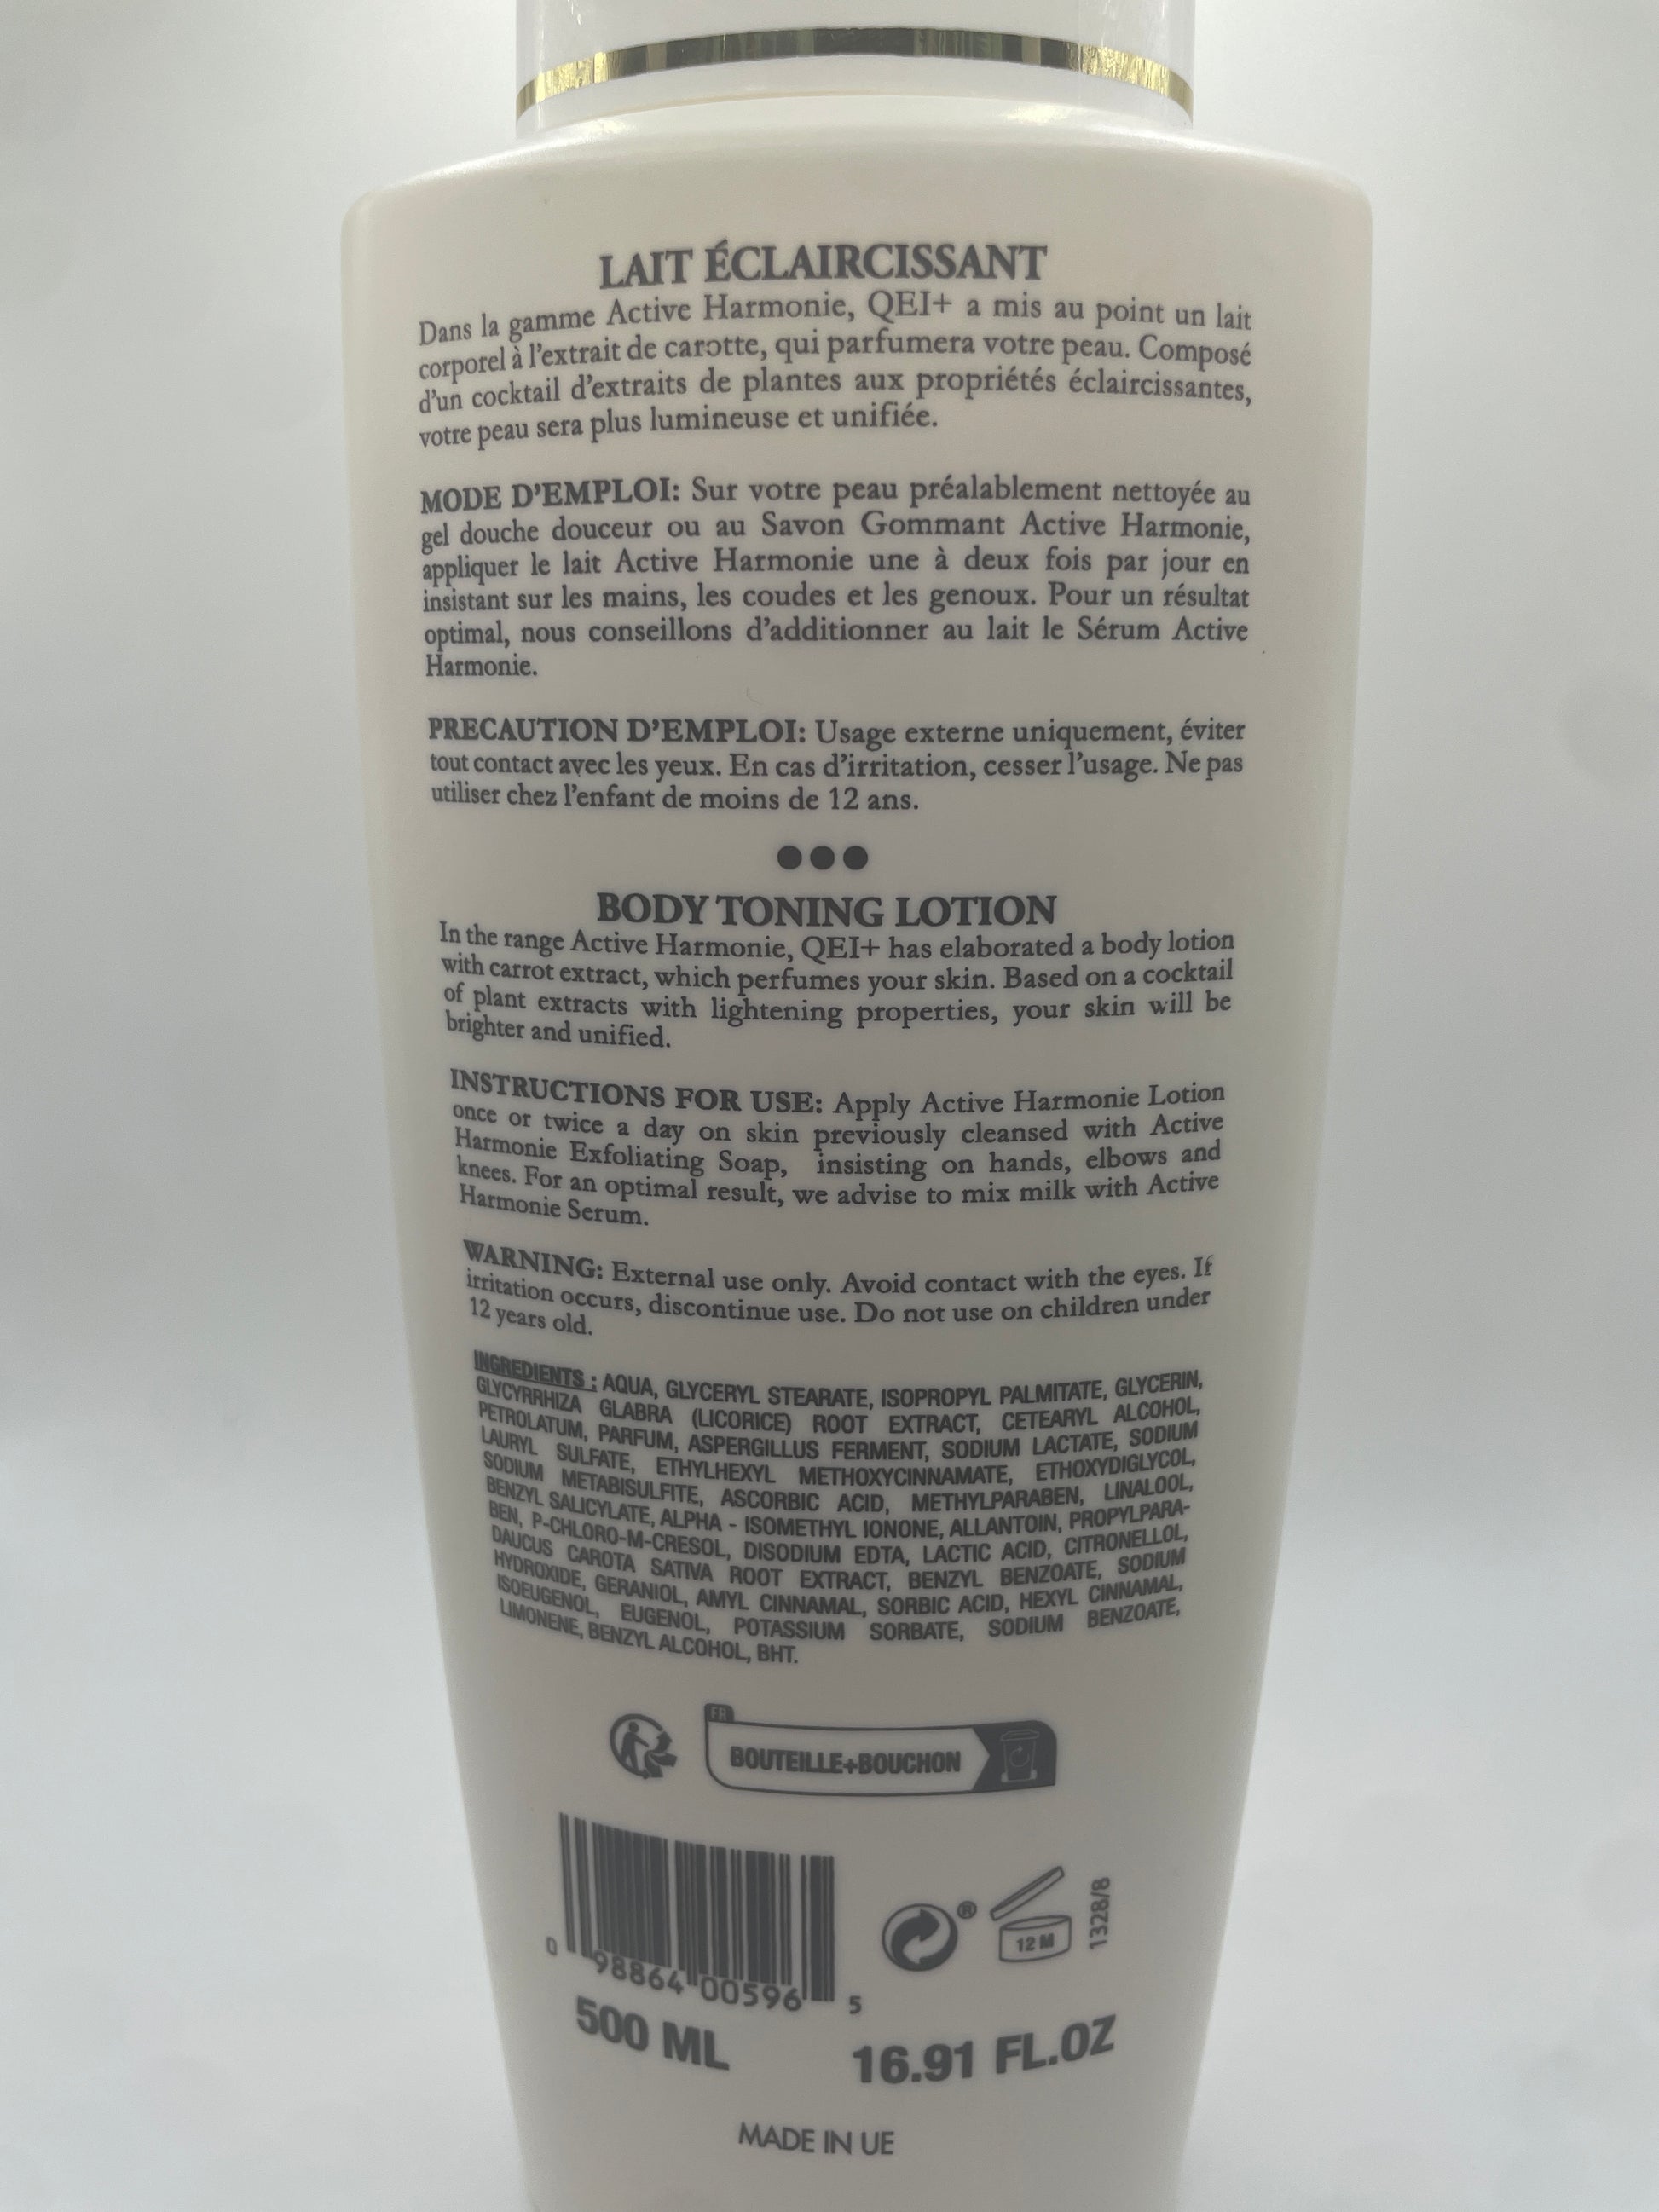 LAIT ÉCLAIRCISSANT
Dans la gamme Active Harmonie, QEI+ a mis au point un lait
corporel à l'extrait de carotte, qui parfumera votre peau. Composé
d'un cocktail d'extraits de plantes aux propriétés éclaircissantes,
votre peau sera plus lumineuse et unifiée.
MODE D'EMPLOI: Sur votre peau préalablement nettoyée au
gel douche douceur ou au Savon Gommant Active Harmonie,
appliquer le lait Active Harmonie une à deux fois par jour en
insistant sur les mains, les coudes et les genoux. Pour un résultat
optimal, nous conseillons d'additionner au lait le Sérum Active
Harmonie.
PRECAUTION D'EMPLOI: Usage externe uniquement, éviter
tout contact avec les yeux. En cas d'irritation, cesser l'usage. Ne pas
utiliser chez l'enfant de moins de 12 ans.
●●●
BODY TONING LOTION
In the range Active Harmonie, QEI+ has elaborated a body lotion
with carrot extract, which perfumes your skin. Based on a cocktail
of plant extracts with lightening properties, your skin will be
brighter and unified.
INSTRUCTIONS FOR USE: Apply Active Harmonie Lotion
once or twice a day on skin previously cleansed with Active
Harmonie Exfoliating Soap, insisting on hands, elbows and
knees. For an optimal result, we advise to mix milk with Active
Harmonie Serum.
WARNING: External use only. Avoid contact with the eyes. If
irritation occurs, discontinue use. Do not use on children under
12 years old.
INGREDIENTS : AQUA, GLYCERYL STEARATE, ISOPROPYL PALMITATE, GLYCERIN,
GLYCYRRHIZA GLABRA (LICORICE) ROOT EXTRACT, CETEARYL ALCOHOL,
PETROLATUM, PARFUM, ASPERGILLUS FERMENT, SODIUM LACTATE, SODIUM
LAURYL SULFATE, ETHYLHEXYL METHOXYCINNAMATE, ETHOXYDIGLYCOL,
SODIUM METABISULFITE, ASCORBIC ACID, METHYLPARABEN, LINALOOL,
BENZYL SALICYLATE, ALPHA - ISOMETHYL IONONE, ALLANTOIN, PROPYLPARA-
BEN, P-CHLORO-M-CRESOL, DISODIUM EDTA, LACTIC ACID, CITRONELLOL,
DAUCUS CAROTA SATIVA ROOT EXTRACT, BENZYL BENZOATE, SODIUM
HYDROXIDE, GERANIOL, AMYL CINNAMAL, SORBIC ACID, HEXYL CINNAMAL,
ISOEUGENOL, EUGENOL, POTASSIUM SORBATE, SODIUM BENZOATE,
LIMONENE, BENZYL ALCOHOL, BHT.
FR
BOUTEILLE+BOUCHON
0 98864 00596 5
®
12 M
1328/8
500 ML 16.91 FL.OZ
MADE IN UE